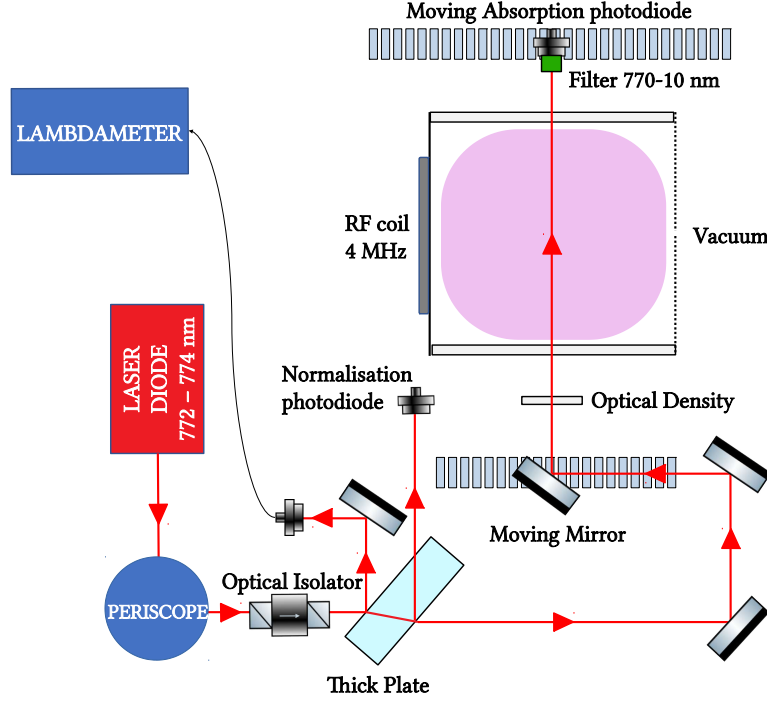 Moving Absorption photodiode
Filter 770-10 nm
LAMBDAMETER
RF coil
4 MHz
Vacuum
LASER
DIODE
772 – 774 nm
Normalisation
photodiode
Optical Density
Moving Mirror
Optical Isolator
PERISCOPE
Thick Plate